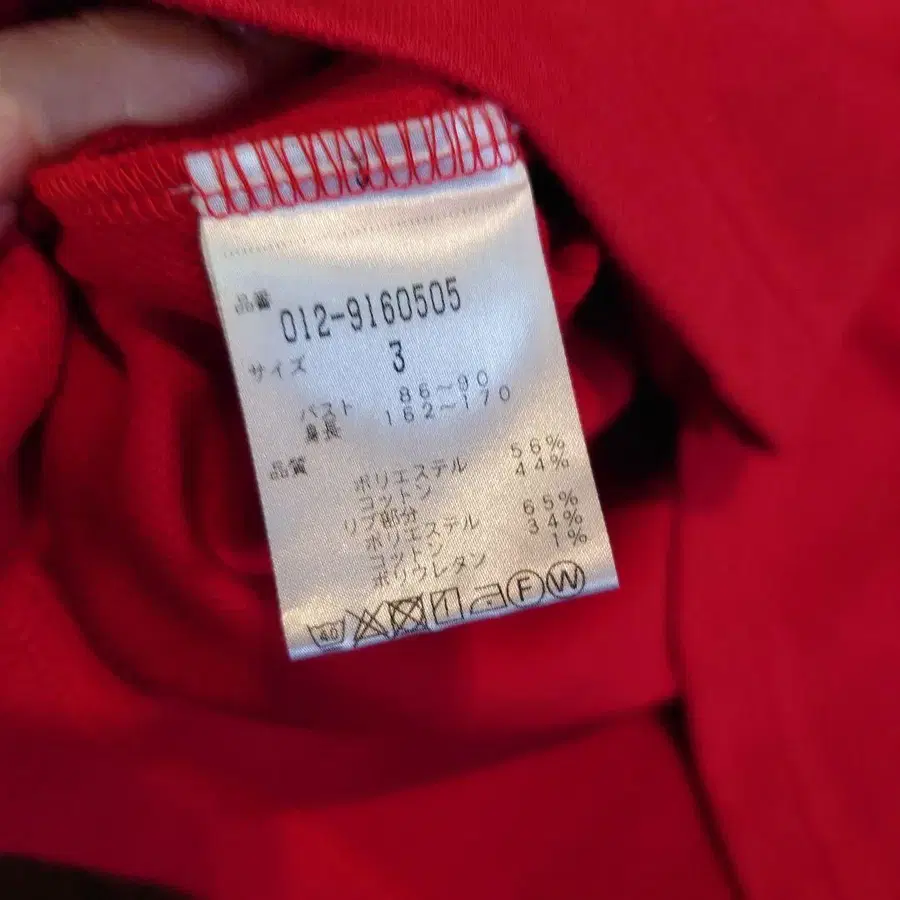 品番 012-9160505
サイズ 3
バスト 86~90
身長 162~170
品質
ポリエステル 56%
コットン 44%
リブ部分
ポリエステル 65%
コットン 34%
ポリウレタン 1%
40 F W